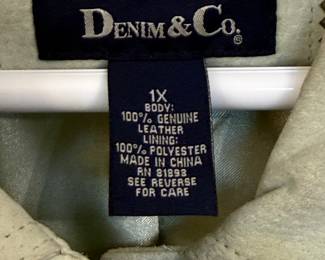 DENIM & CO.®
1X
BODY:
100% GENUINE
LEATHER
LINING:
100% POLYESTER
MADE IN CHINA
RN 81893
SEE REVERSE
FOR CARE